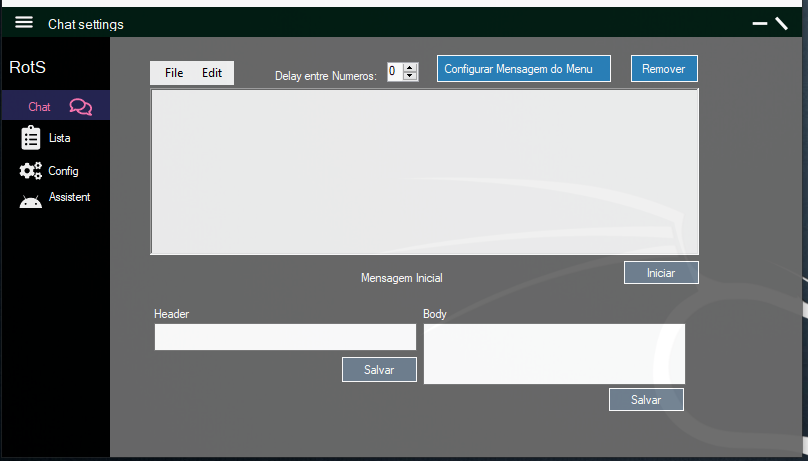 Chat settings
RotS
Chat
Lista
Config
Assistent
File Edit
Delay entre Numeros: 0
Configurar Mensagem do Menu
Remover
Mensagem Inicial
Iniciar
Header
Salvar
Body
Salvar